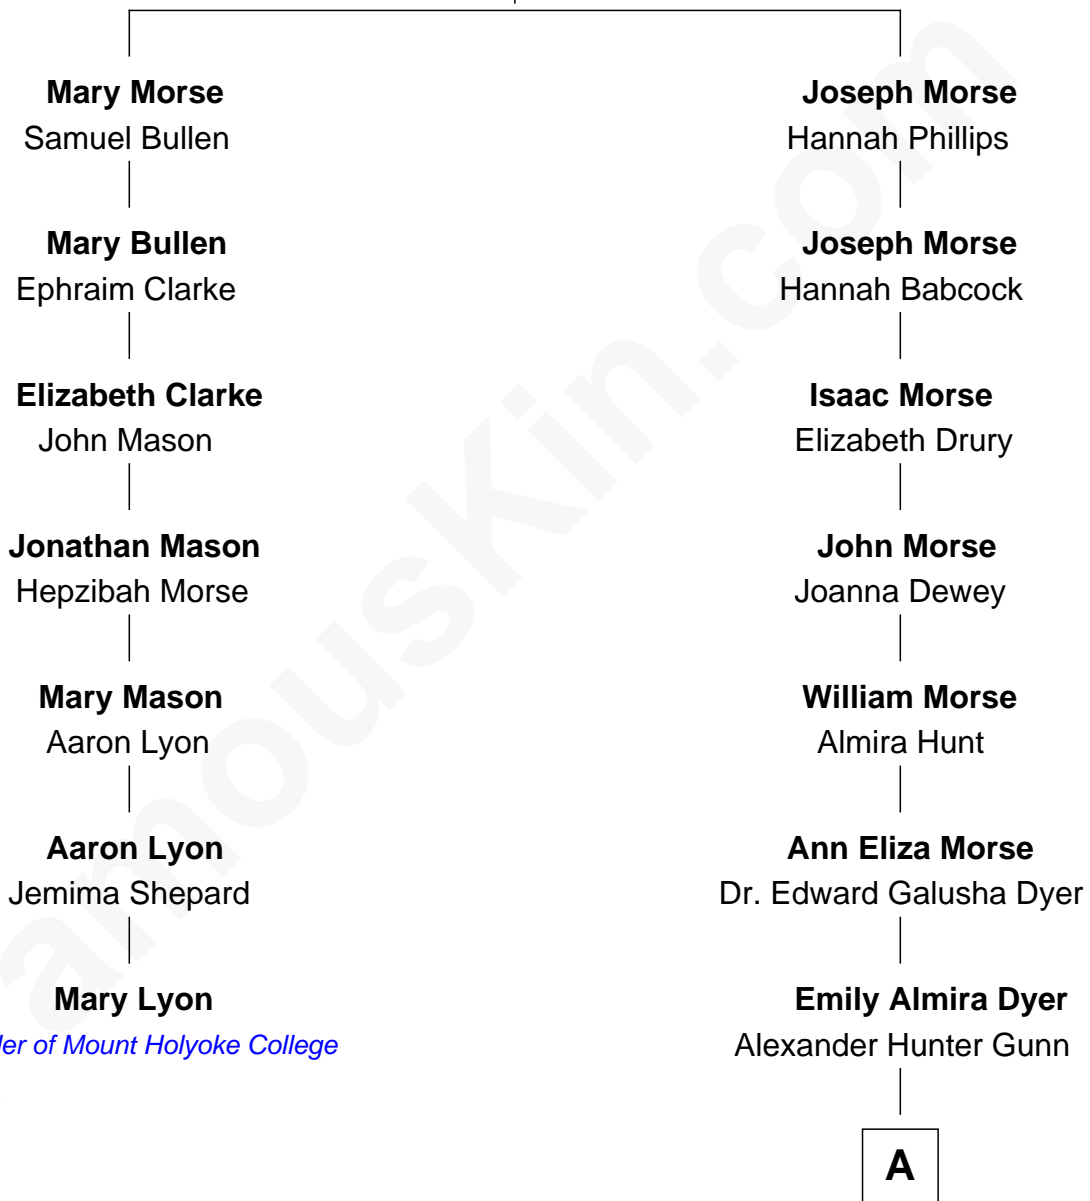 Mary Morse
Samuel Bullen
Mary Bullen
Ephraim Clarke
Elizabeth Clarke
John Mason
Jonathan Mason
Hepzibah Morse
Mary Mason
Aaron Lyon
Aaron Lyon
Jemima Shepard
Mary Lyon
of Mount Holyoke College
Joseph Morse
Hannah Phillips
Joseph Morse
Hannah Babcock
Isaac Morse
Elizabeth Drury
John Morse
Joanna Dewey
William Morse
Almira Hunt
Ann Eliza Morse
Dr. Edward Galusha Dyer
Emily Almira Dyer
Alexander Hunter Gunn
A
amouskin.com